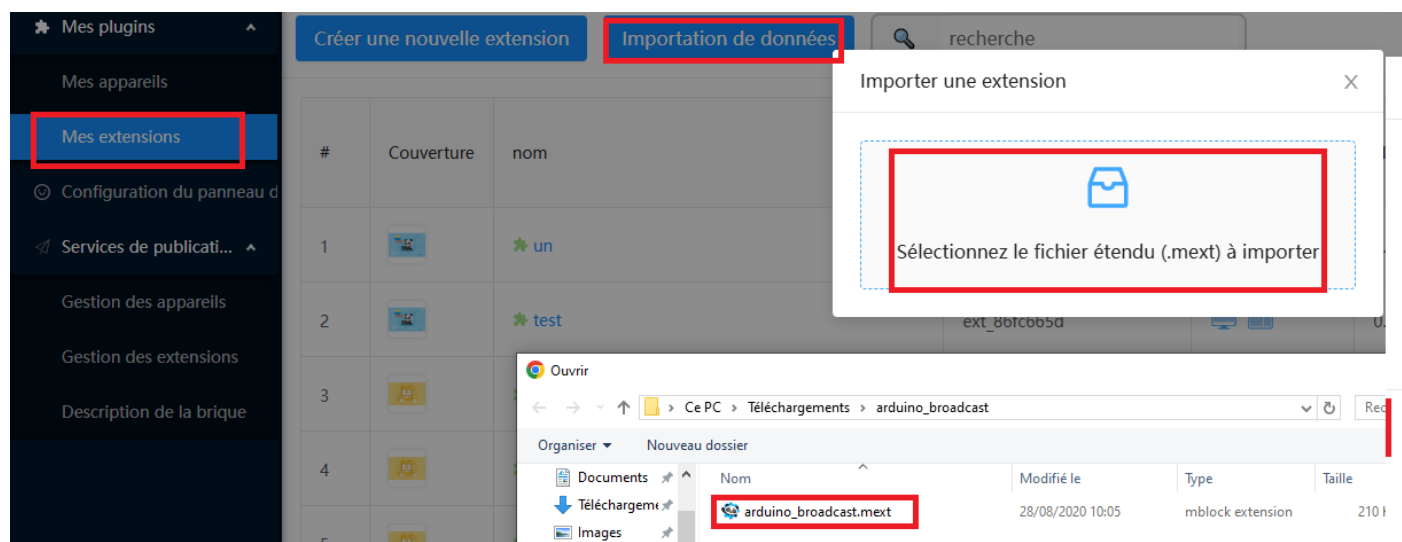 Mes plugins
Mes appareils
Mes extensions
Configuration du panneau d
Services de publicati...
Gestion des appareils
Gestion des extensions
Description de la brique
Créer une nouvelle extension
Importation de données
recherche
Importer une extension
X
Sélectionnez le fichier étendu (.mext) à importer
# Couverture nom
1 un
2 test ext_86fc665d 0.
3
4
Ouvrir
Ce PC > Téléchargements > arduino_broadcast
Rec
Organiser Nouveau dossier
Documents
Téléchargeme
Images
Nom Modifié le Type Taille
arduino_broadcast.mext 28/08/2020 10:05 mblock extension 210 K